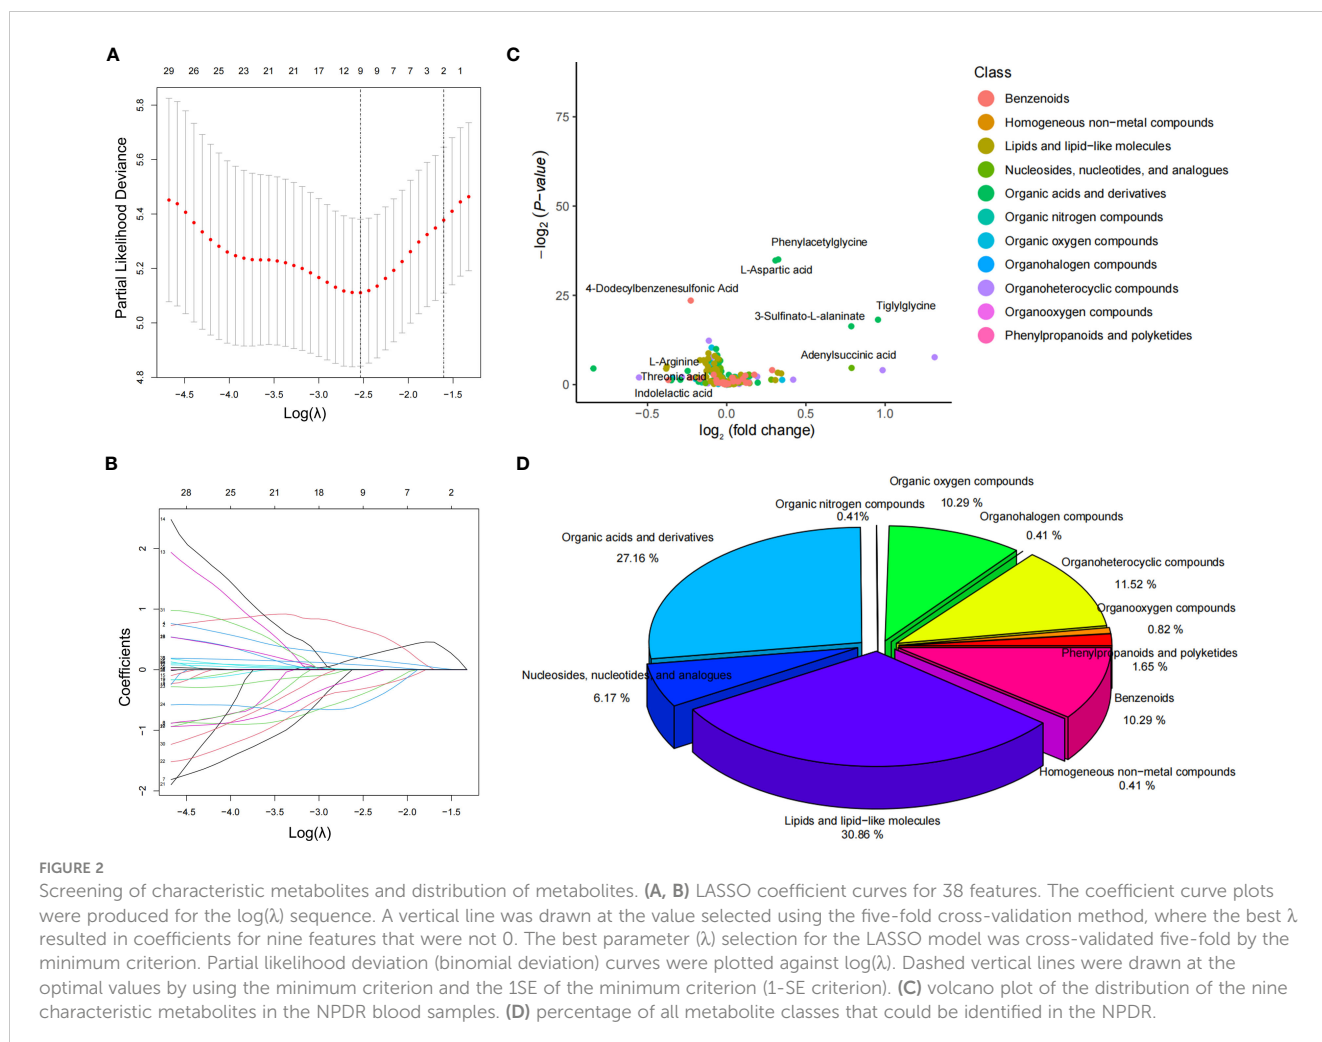 A
29 26 25 23 21 21 17 12 9 9 7 7 3 2 1
5.8
5.6
5.4
5.2
5.0
4.8
Partial Likelihood Deviance
−4.5 −4.0 −3.5 −3.0 −2.5 −2.0 −1.5
Log(λ)
C
75
50
25
0
−log2 (P−value)
Phenylacetylglycine
L-Aspartic acid
4-Dodecylbenzenesulfonic Acid
Tiglylglycine
3-Sulfinato-L-alaninate
Adenylsuccinic acid
L-Arginine
Threonic acid
Indolelactic acid
−0.5 0.0 0.5 1.0
log2 (fold change)
Class
Benzenoids
Homogeneous non−metal compounds
Lipids and lipid−like molecules
Nucleosides, nucleotides, and analogues
Organic acids and derivatives
Organic nitrogen compounds
Organic oxygen compounds
Organohalogen compounds
Organoheterocyclic compounds
Organooxygen compounds
Phenylpropanoids and polyketides
B
28 25 21 18 9 7 2
2
1
0
−1
−2
Coefficients
14
13
31
24
30
22
7
21
−4.5 −4.0 −3.5 −3.0 −2.5 −2.0 −1.5
Log(λ)
D
Organic oxygen compounds
10.29 %
Organic nitrogen compounds
0.41%
Organohalogen compounds
0.41 %
Organic acids and derivatives
27.16 %
Organoheterocyclic compounds
11.52 %
Organooxygen compounds
0.82 %
Phenylpropanoids and polyketides
1.65 %
Nucleosides, nucleotides, and analogues
6.17 %
Benzenoids
10.29 %
Homogeneous non−metal compounds
0.41 %
Lipids and lipid−like molecules
30.86 %
FIGURE 2
Screening of characteristic metabolites and distribution of metabolites. (A, B) LASSO coefficient curves for 38 features. The coefficient curve plots
were produced for the log(λ) sequence. A vertical line was drawn at the value selected using the five-fold cross-validation method, where the best λ
resulted in coefficients for nine features that were not 0. The best parameter (λ) selection for the LASSO model was cross-validated five-fold by the
minimum criterion. Partial likelihood deviation (binomial deviation) curves were plotted against log(λ). Dashed vertical lines were drawn at the
optimal values by using the minimum criterion and the 1SE of the minimum criterion (1-SE criterion). (C) volcano plot of the distribution of the nine
characteristic metabolites in the NPDR blood samples. (D) percentage of all metabolite classes that could be identified in the NPDR.